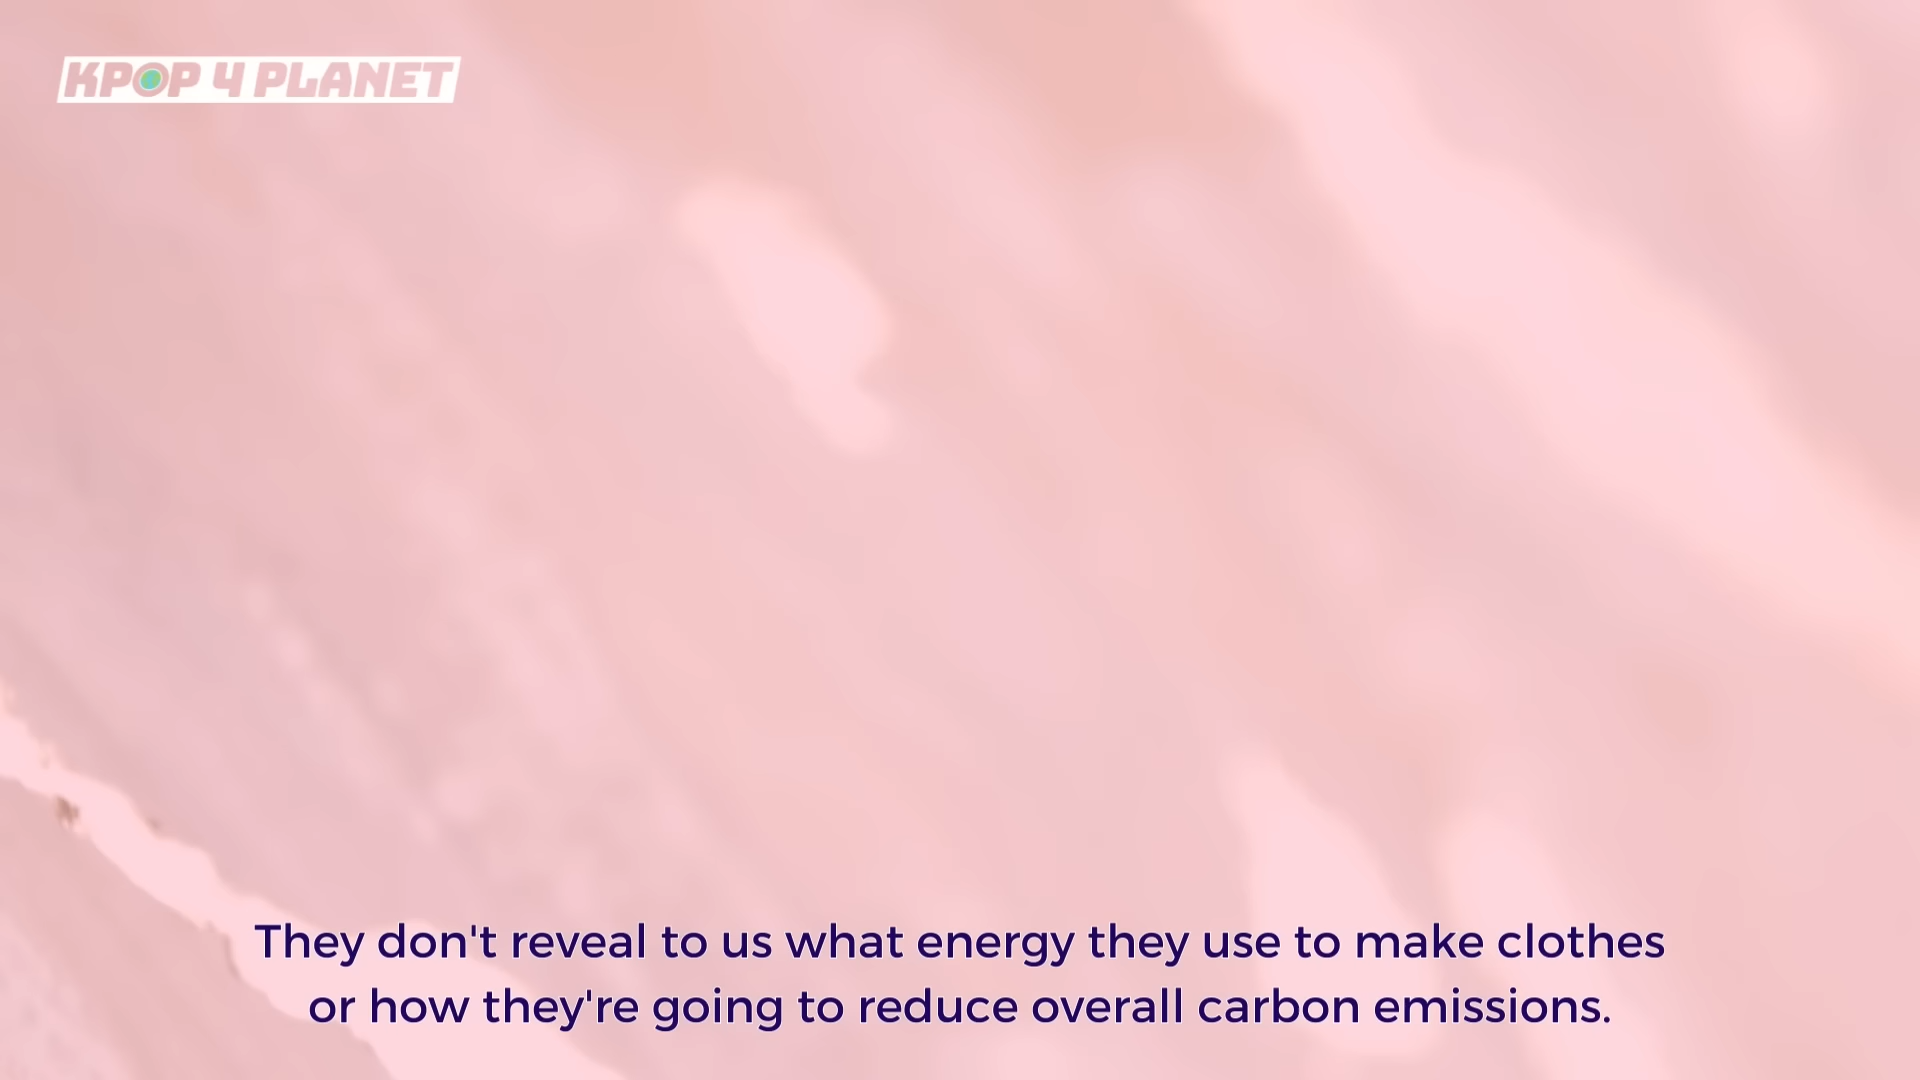 KPOP 4 PLANET
They don't reveal to us what energy they use to make clothes
or how they're going to reduce overall carbon emissions.